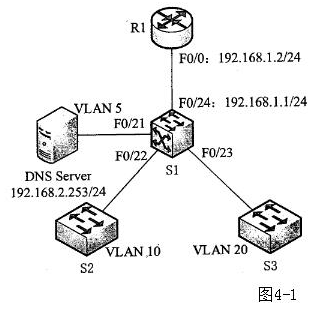 R1
F0/0：192.168.1.2/24
VLAN 5
F0/24：192.168.1.1/24
F0/21
DNS Server
192.168.2.253/24
F0/22
S1
F0/23
S2
VLAN 10
VLAN 20
S3
图4-1